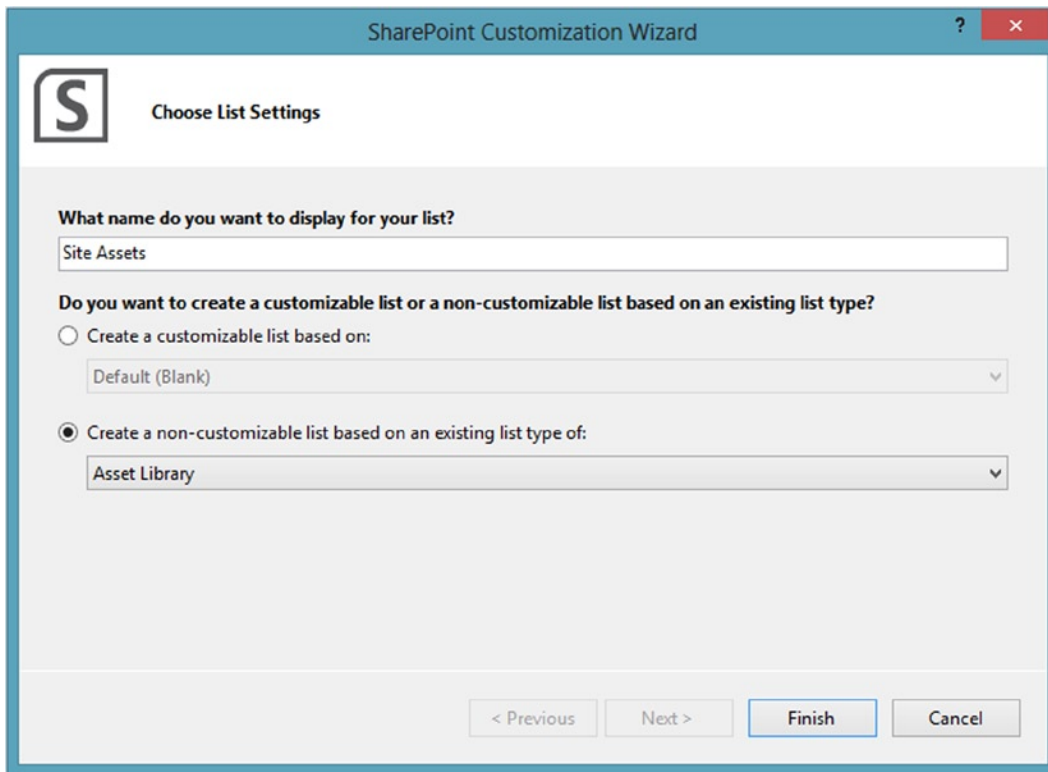 SharePoint Customization Wizard
?
S
Choose List Settings
What name do you want to display for your list?
Site Assets
Do you want to create a customizable list or a non-customizable list based on an existing list type?
Create a customizable list based on:
Default (Blank)
Create a non-customizable list based on an existing list type of:
Asset Library
< Previous Next > Finish Cancel